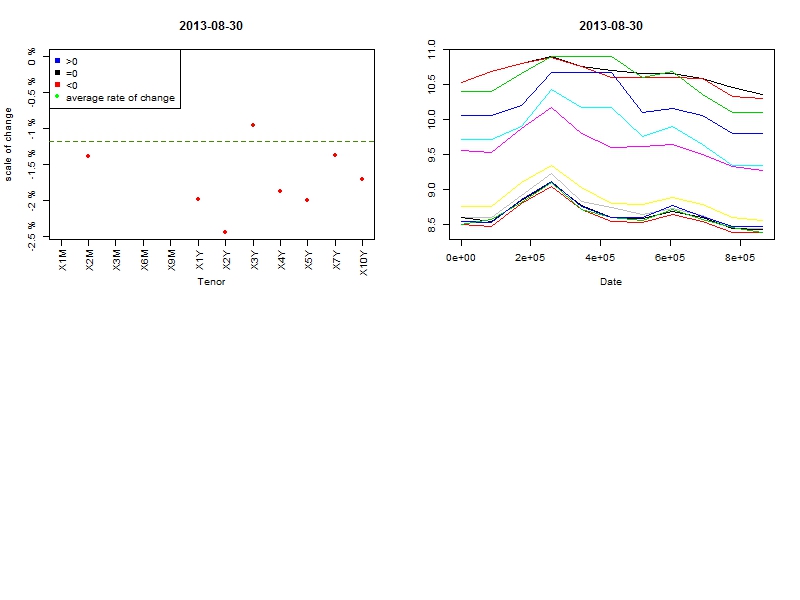 2013-08-30
>0
=0
<0
average rate of change
scale of change
0 %
-0.5 %
-1 %
-1.5 %
-2 %
-2.5 %
X1M
X2M
X3M
X6M
X9M
X1Y
X2Y
X3Y
X4Y
X5Y
X7Y
X10Y
Tenor
2013-08-30
11.0
10.5
10.0
9.5
9.0
8.5
0e+00
2e+05
4e+05
6e+05
8e+05
Date